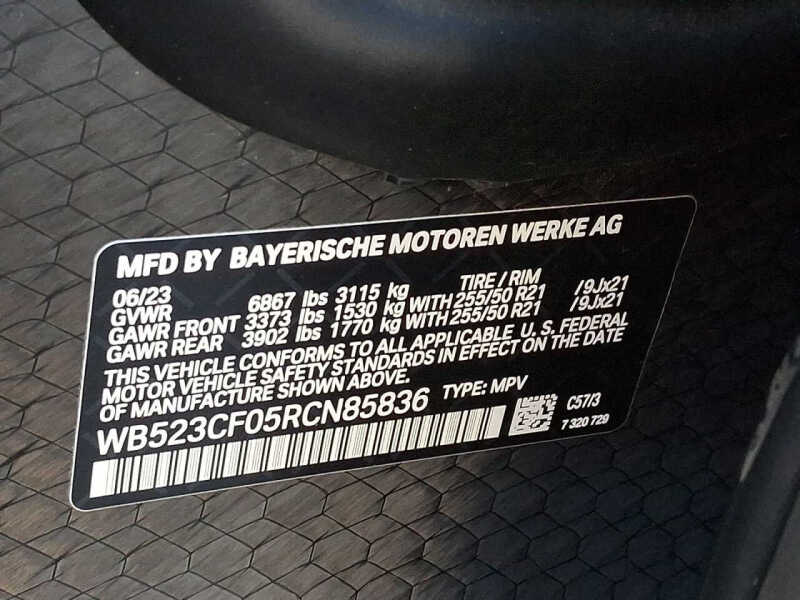 MFD BY BAYERISCHE MOTOREN WERKE AG
06/23 TIRE / RIM
GVWR 6867 lbs 3115 kg
GAWR FRONT 3373 lbs 1530 kg WITH 255/50 R21 /9Jx21
GAWR REAR 3902 lbs 1770 kg WITH 255/50 R21 /9Jx21
THIS VEHICLE CONFORMS TO ALL APPLICABLE U. S. FEDERAL
MOTOR VEHICLE SAFETY STANDARDS IN EFFECT ON THE DATE
OF MANUFACTURE SHOWN ABOVE.
WB523CF05RCN85836 TYPE: MPV
C57/3
7 320 729